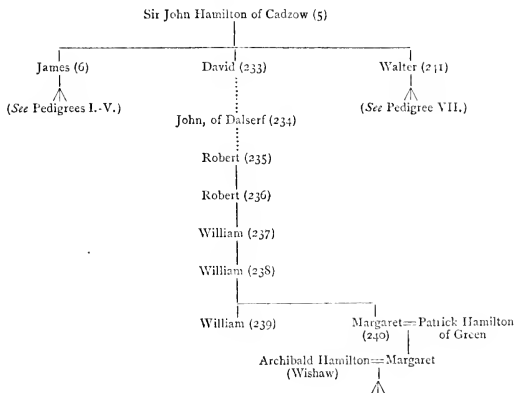 Sir John Hamilton of Cadzow (5)
James (6) David (233) Walter (241)
(See Pedigrees I.-V.) (See Pedigree VII.)
John, of Dalserf (234)
Robert (235)
Robert (236)
William (237)
William (238)
William (239) Margaret=Patrick Hamilton
(240) of Green
Archibald Hamilton=Margaret
(Wishaw)